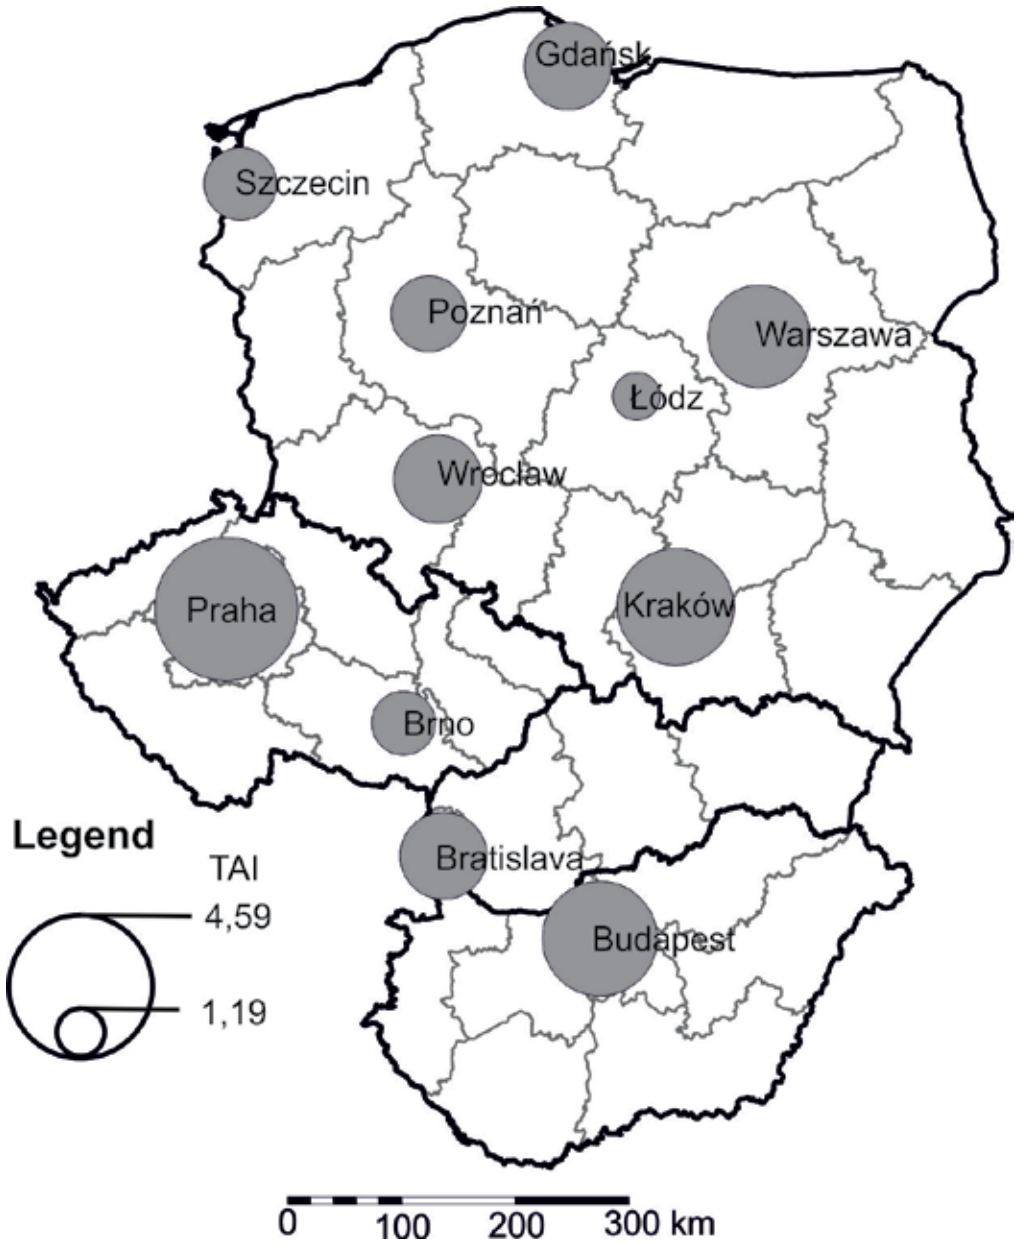 Gdańsk
Szczecin
Poznań
Warszawa
Łódz
Wrocław
Praha
Kraków
Brno
Legend
TAI
4,59
1,19
Bratislava
Budapest
0 100 200 300 km